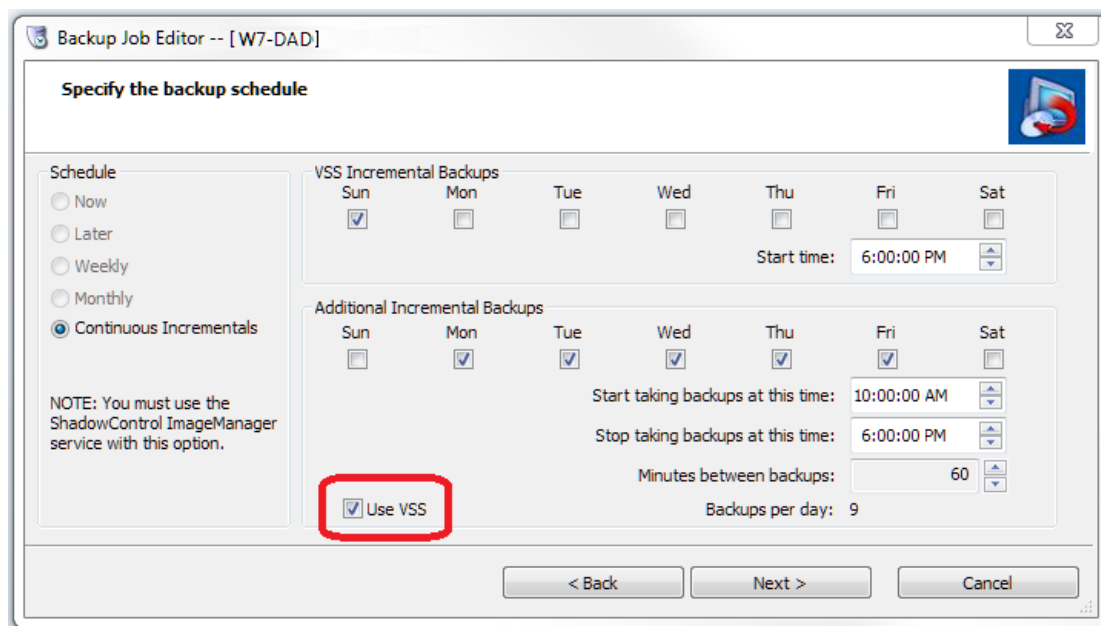 Backup Job Editor -- [ W7-DAD]
Specify the backup schedule
Schedule
Now
Later
Weekly
Monthly
Continuous Incrementals
NOTE: You must use the
ShadowControl ImageManager
service with this option.
VSS Incremental Backups
Sun Mon Tue Wed Thu Fri Sat
Start time: 6:00:00 PM
Additional Incremental Backups
Sun Mon Tue Wed Thu Fri Sat
Start taking backups at this time: 10:00:00 AM
Stop taking backups at this time: 6:00:00 PM
Minutes between backups: 60
Use VSS Backups per day: 9
< Back Next > Cancel